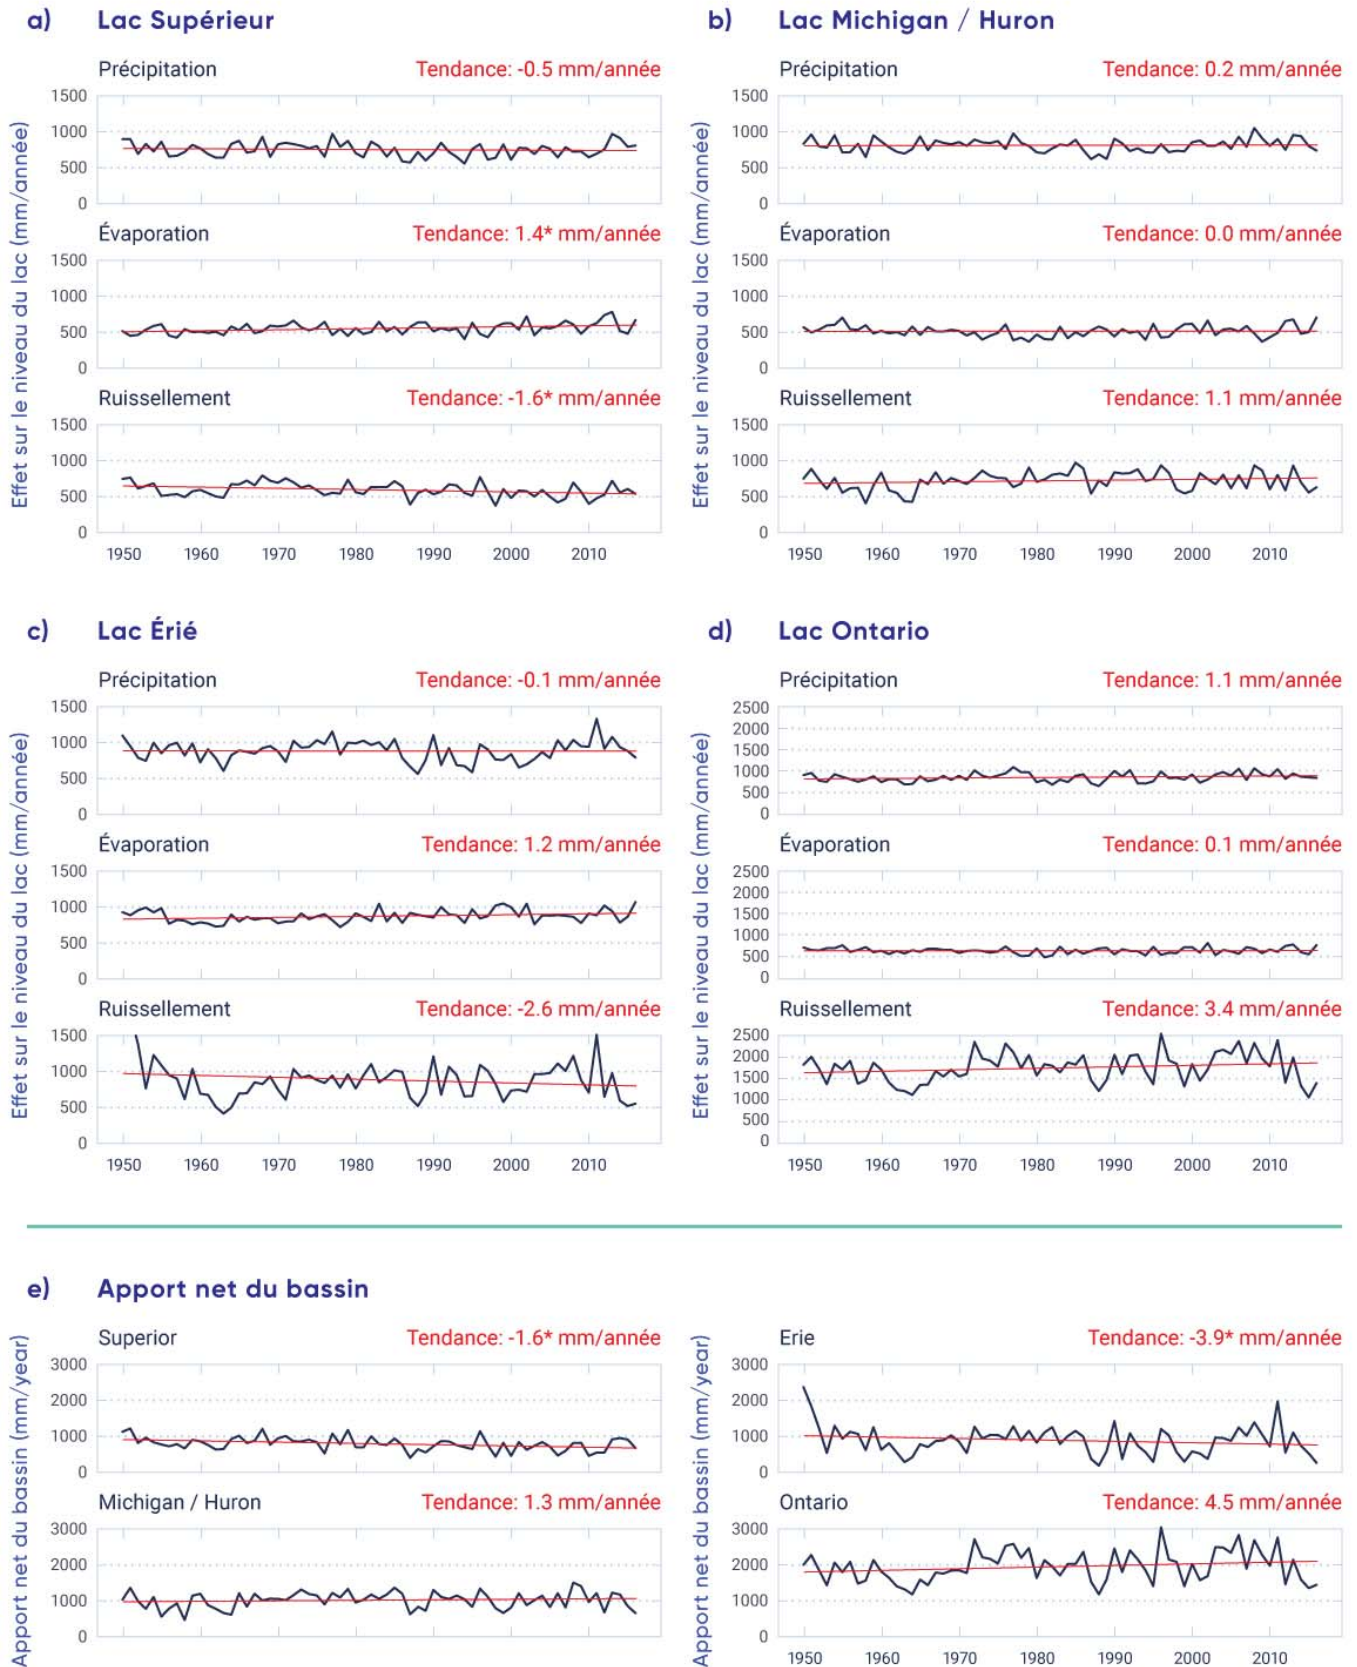 a) Lac Supérieur
Effet sur le niveau du lac (mm/année)
Précipitation Tendance: -0.5 mm/année
1500
1000
500
0
Évaporation Tendance: 1.4* mm/année
1500
1000
500
0
Ruissellement Tendance: -1.6* mm/année
1500
1000
500
0
1950 1960 1970 1980 1990 2000 2010
b) Lac Michigan / Huron
Effet sur le niveau du lac (mm/année)
Précipitation Tendance: 0.2 mm/année
1500
1000
500
0
Évaporation Tendance: 0.0 mm/année
1500
1000
500
0
Ruissellement Tendance: 1.1 mm/année
1500
1000
500
0
1950 1960 1970 1980 1990 2000 2010
c) Lac Érié
Effet sur le niveau du lac (mm/année)
Précipitation Tendance: -0.1 mm/année
1500
1000
500
0
Évaporation Tendance: 1.2 mm/année
1500
1000
500
0
Ruissellement Tendance: -2.6 mm/année
1500
1000
500
0
1950 1960 1970 1980 1990 2000 2010
d) Lac Ontario
Effet sur le niveau du lac (mm/année)
Précipitation Tendance: 1.1 mm/année
2500
2000
1500
1000
500
0
Évaporation Tendance: 0.1 mm/année
2500
2000
1500
1000
500
0
Ruissellement Tendance: 3.4 mm/année
2500
2000
1500
1000
500
0
1950 1960 1970 1980 1990 2000 2010
e) Apport net du bassin
Apport net du bassin (mm/year)
Superior Tendance: -1.6* mm/année
3000
2000
1000
0
Michigan / Huron Tendance: 1.3 mm/année
3000
2000
1000
0
Apport net du bassin (mm/year)
Erie Tendance: -3.9* mm/année
3000
2000
1000
0
Ontario Tendance: 4.5 mm/année
3000
2000
1000
0
1950 1960 1970 1980 1990 2000 2010